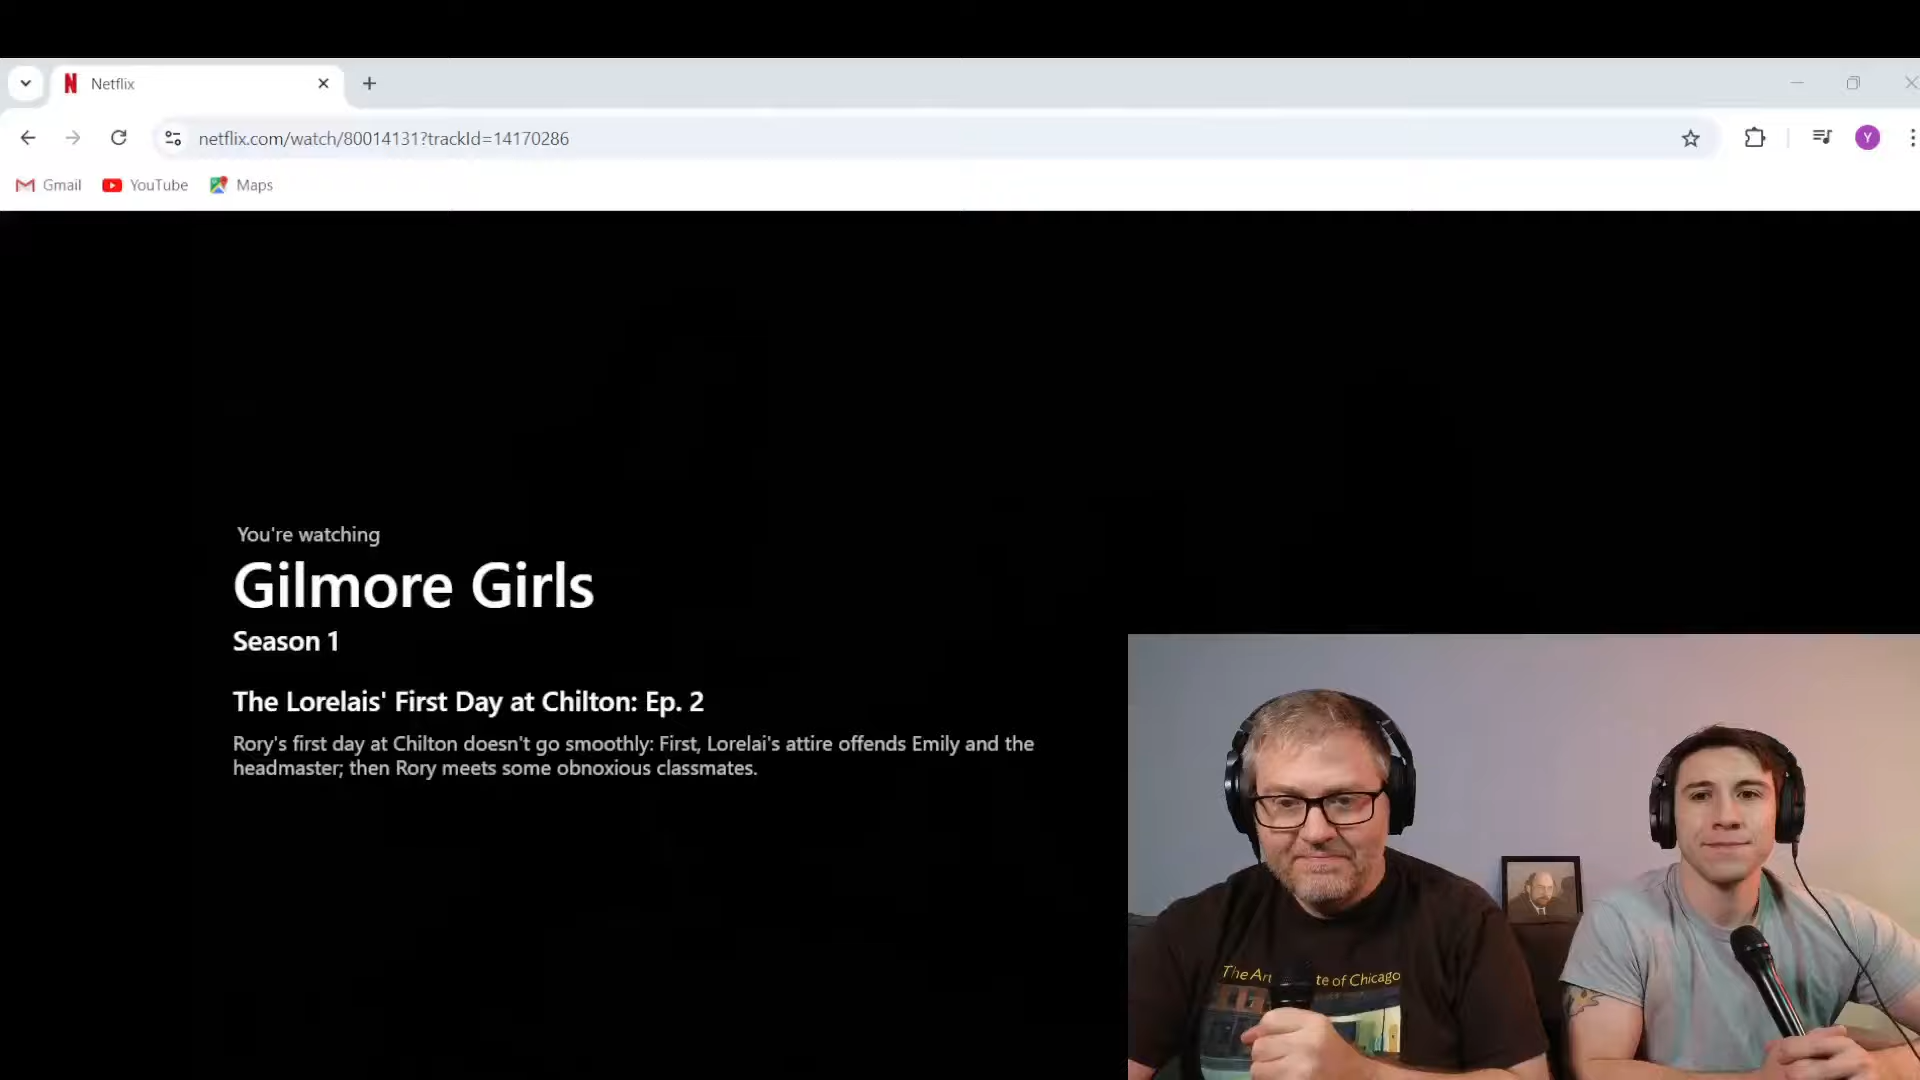 Netflix
netflix.com/watch/80014131?trackId=14170286
Y
Gmail
YouTube
Maps
You're watching
Gilmore Girls
Season 1
The Lorelais' First Day at Chilton: Ep. 2
Rory's first day at Chilton doesn't go smoothly: First, Lorelai's attire offends Emily and the
headmaster; then Rory meets some obnoxious classmates.
The Art te of Chicago